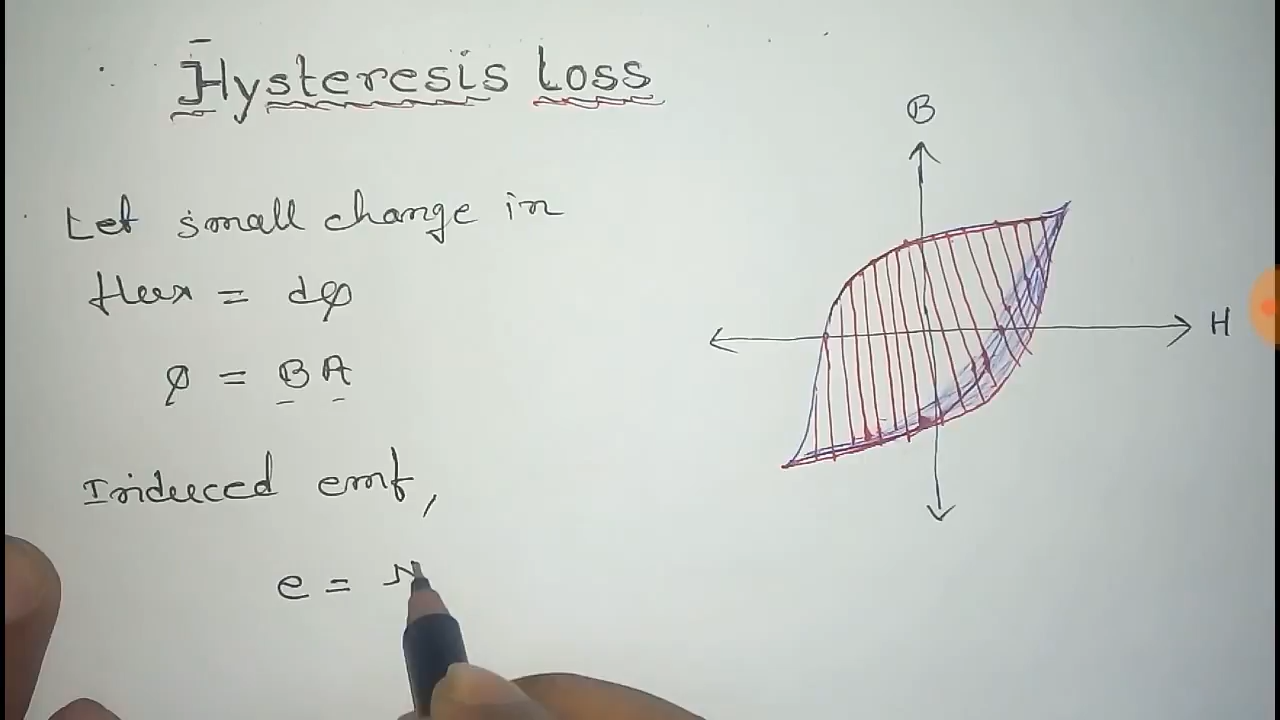 Hysteresis Loss
B
Let small change in
flux = dφ
H
φ = BA
Induced emf,
e = N